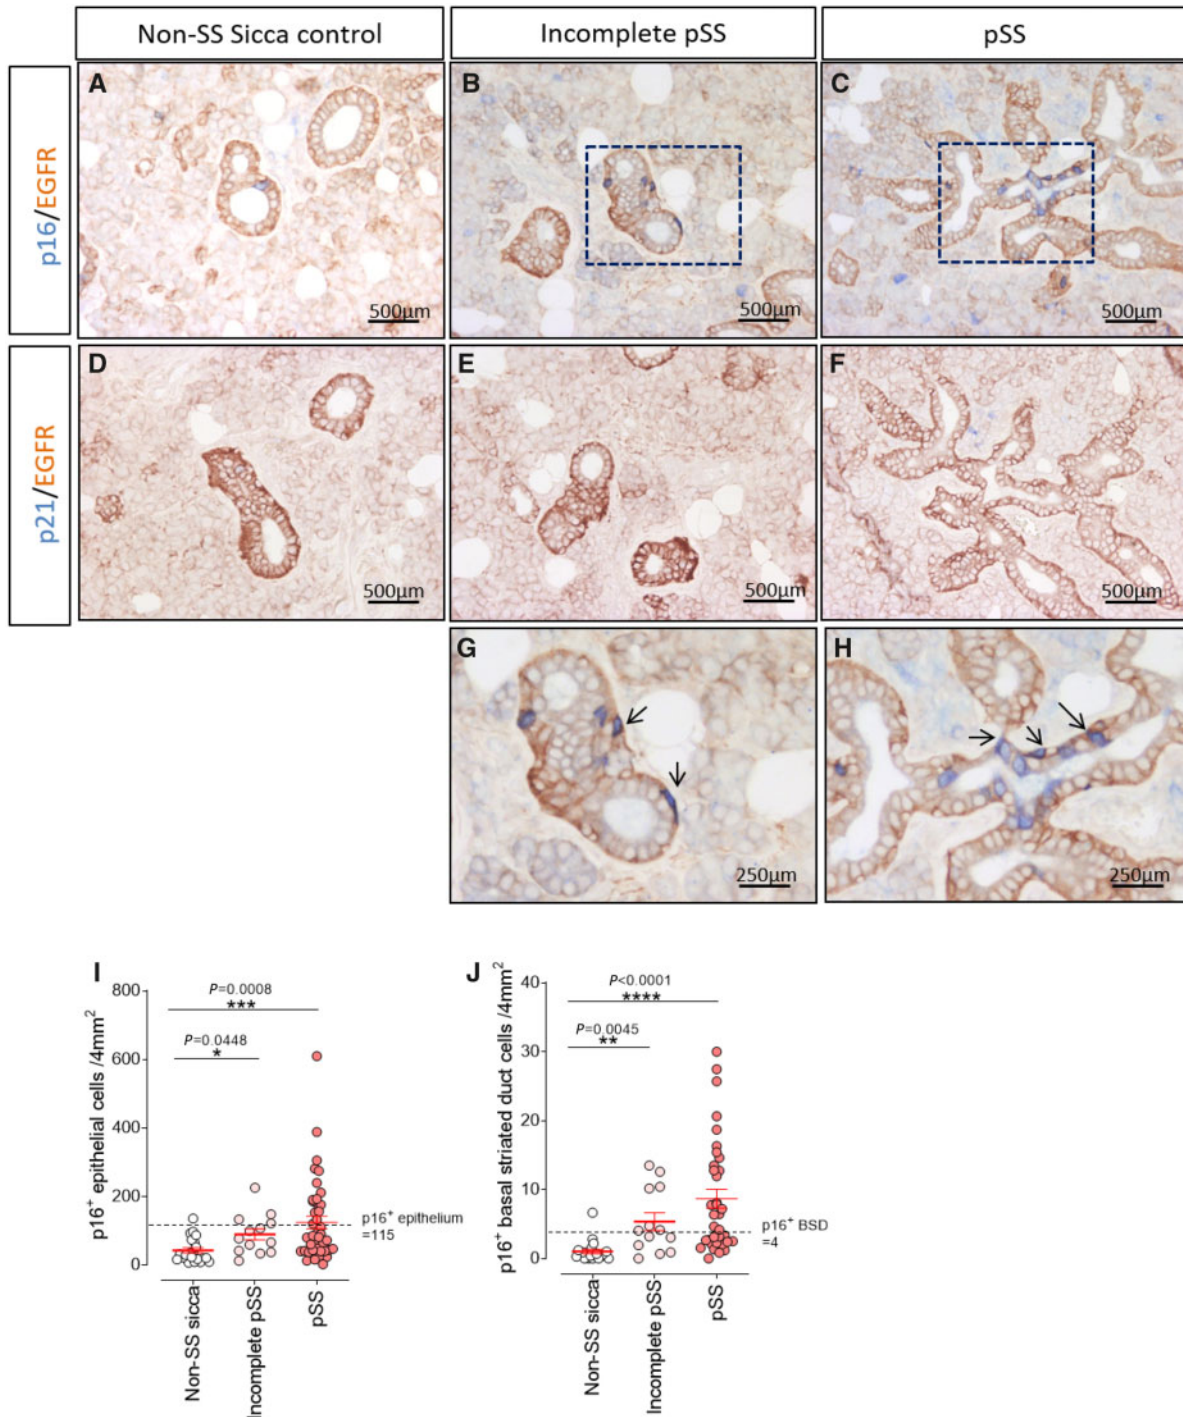 Non-SS Sicca control
Incomplete pSS
pSS
p16/EGFR
A
500µm
B
500µm
C
500µm
p21/EGFR
D
500µm
E
500µm
F
500µm
G
250µm
H
250µm
I
p16⁺ epithelial cells /4mm²
800
600
400
200
0
P=0.0008
***
P=0.0448
*
p16⁺ epithelium
=115
Non-SS sicca
Incomplete pSS
pSS
J
p16⁺ basal striated duct cells /4mm²
40
30
20
10
0
P<0.0001
****
P=0.0045
**
p16⁺ BSD
=4
Non-SS sicca
Incomplete pSS
pSS